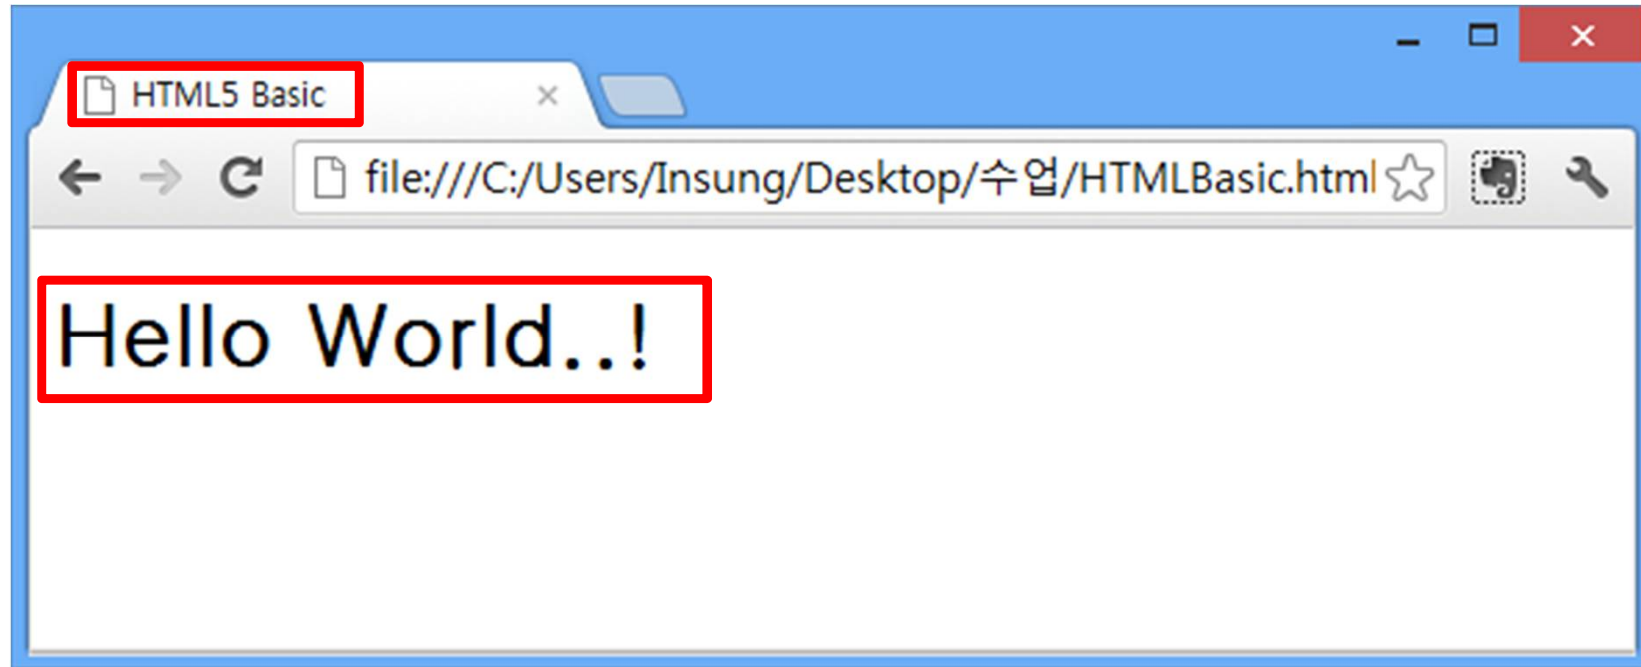 HTML5 Basic
file:///C:/Users/Insung/Desktop/수업/HTMLBasic.html
Hello World..!